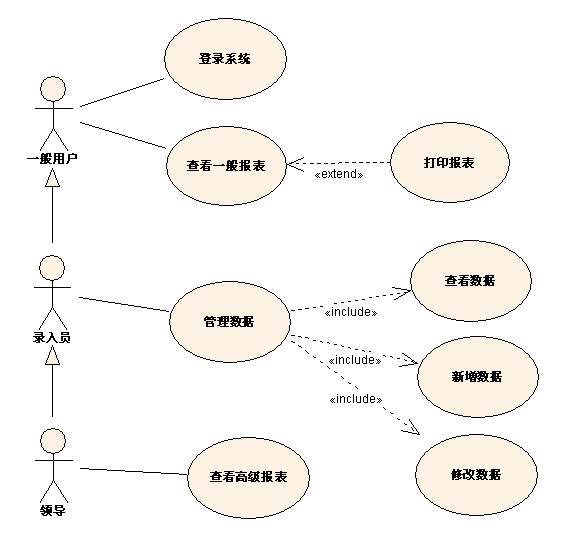 登录系统
一般用户
查看一般报表
«extend»
打印报表
录入员
管理数据
«include»
查看数据
«include»
新增数据
«include»
修改数据
领导
查看高级报表